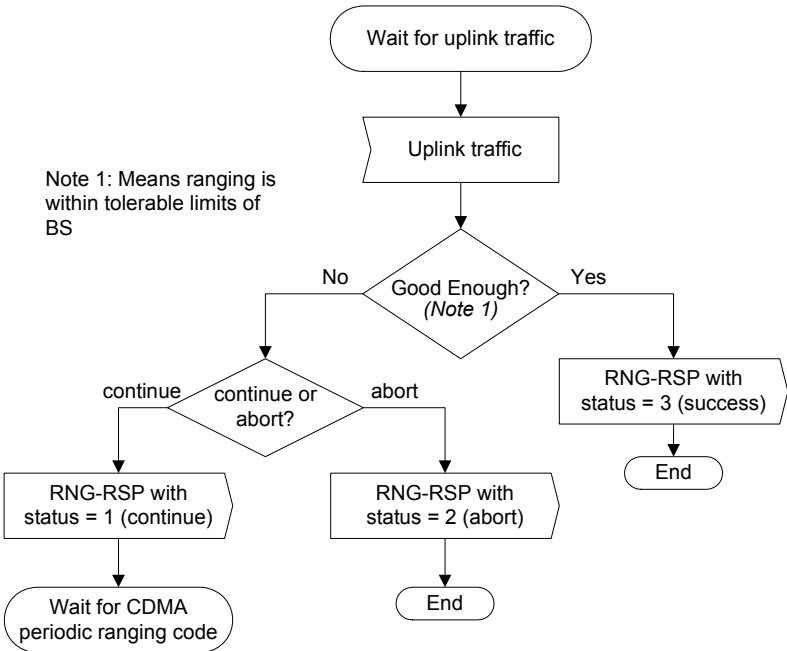 Wait for uplink traffic
Uplink traffic
Note 1: Means ranging is
within tolerable limits of
BS
No
Good Enough?
(Note 1)
Yes
continue
continue or
abort?
abort
RNG-RSP with
status = 3 (success)
End
RNG-RSP with
status = 1 (continue)
RNG-RSP with
status = 2 (abort)
Wait for CDMA
periodic ranging code
End